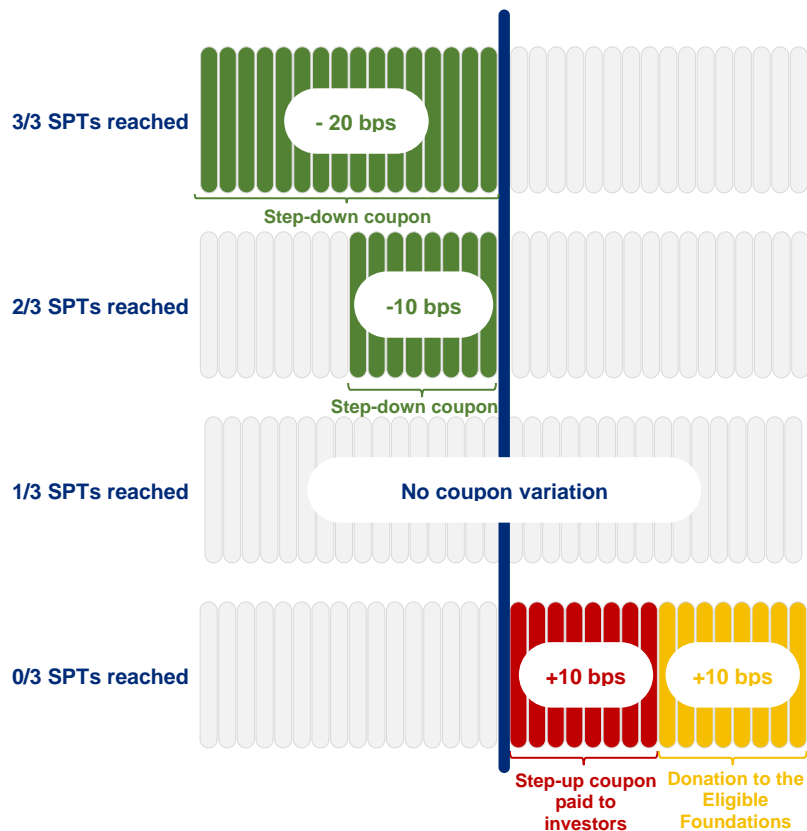 3/3 SPTs reached
- 20 bps
Step-down coupon
2/3 SPTs reached
-10 bps
Step-down coupon
1/3 SPTs reached
No coupon variation
0/3 SPTs reached
+10 bps
+10 bps
Step-up coupon
paid to
investors
Donation to the
Eligible
Foundations